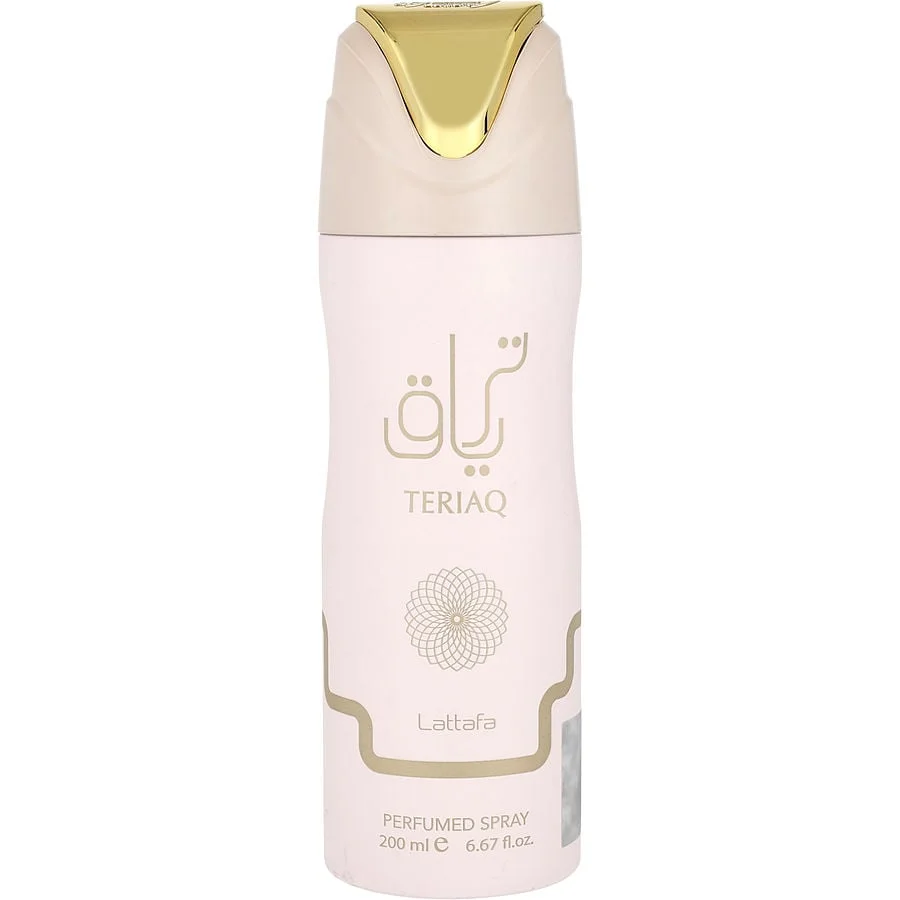 ترياق
TERIAQ
Lattafa
PERFUMED SPRAY
200 ml e 6.67 fl.oz.